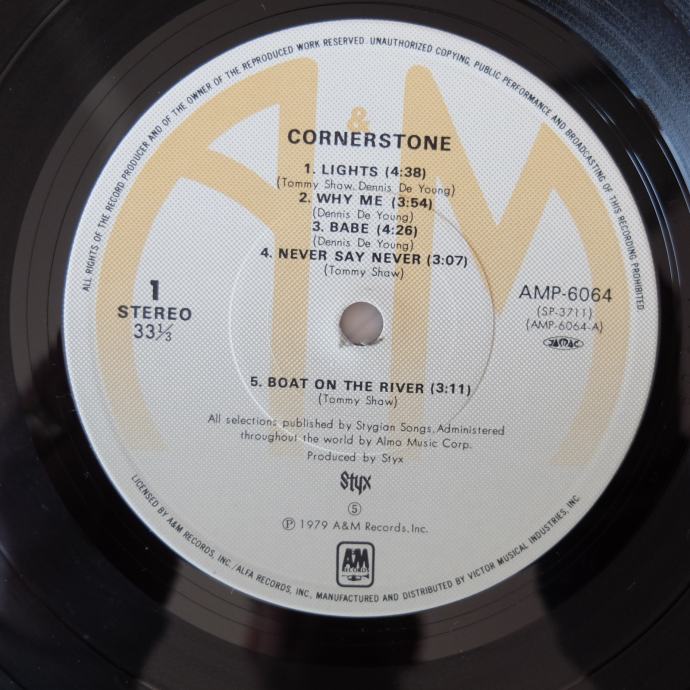 ALL RIGHTS OF THE RECORD PRODUCER AND OF THE OWNER OF THE REPRODUCED WORK RESERVED. UNAUTHORIZED COPYING, PUBLIC PERFORMANCE AND BROADCASTING OF THIS RECORDING PROHIBITED
A & M
CORNERSTONE
1. LIGHTS (4:38)
(Tommy Shaw, Dennis De Young)
2. WHY ME (3:54)
(Dennis De Young)
3. BABE (4:26)
(Dennis De Young)
4. NEVER SAY NEVER (3:07)
(Tommy Shaw)
1
STEREO
33⅓
AMP-6064
(SP-3711)
(AMP-6064-A)
JASRAC
5. BOAT ON THE RIVER (3:11)
(Tommy Shaw)
All selections published by Stygian Songs, Administered
throughout the world by Almo Music Corp.
Produced by Styx
Styx
⑤
℗ 1979 A&M Records, Inc.
A&M
RECORDS
LICENSED BY A&M RECORDS, INC./ALFA RECORDS, INC., MANUFACTURED AND DISTRIBUTED BY VICTOR MUSICAL INDUSTRIES, INC.